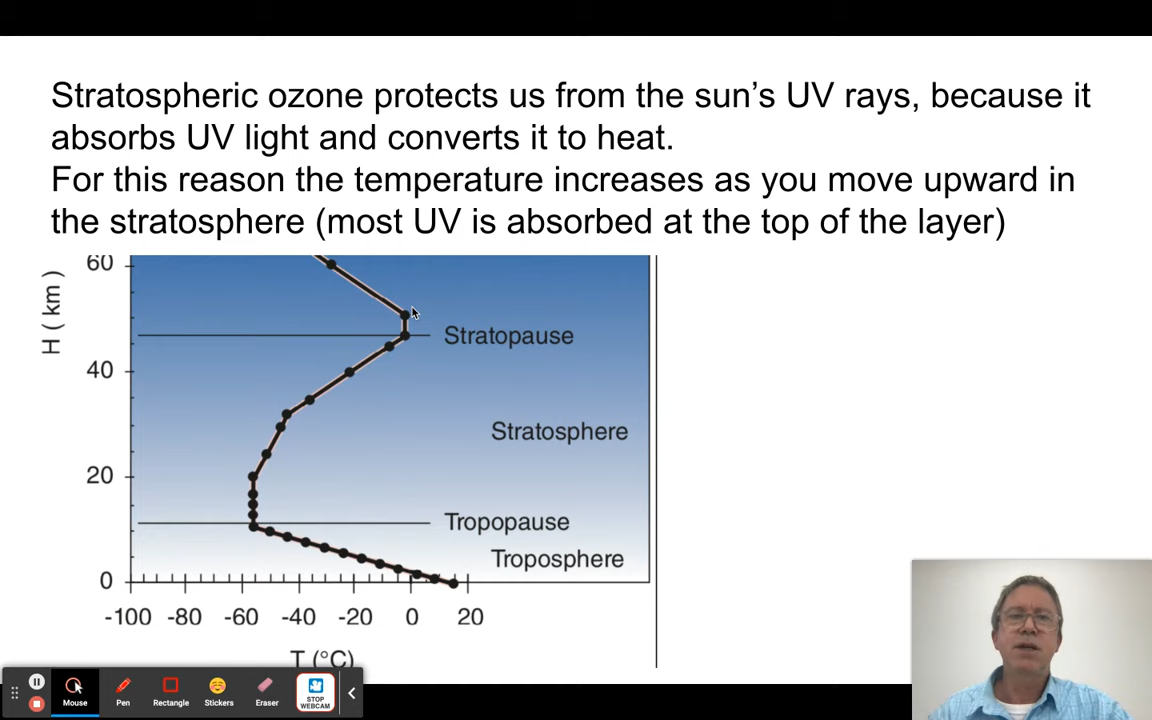 Stratospheric ozone protects us from the sun's UV rays, because it
absorbs UV light and converts it to heat.
For this reason the temperature increases as you move upward in
the stratosphere (most UV is absorbed at the top of the layer)
60
H ( km )
Stratopause
40
Stratosphere
20
Tropopause
Troposphere
0
-100 -80 -60 -40 -20 0 20
T (°C)
Mouse Pen Rectangle Stickers Eraser STOP WEBCAM